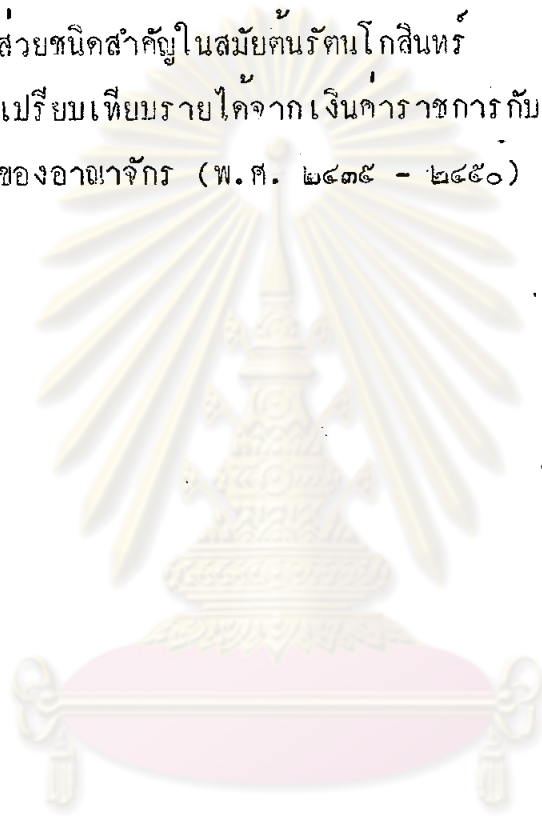 ส่วยชนิดสำคัญในสมัยต้นรัตนโกสินทร์
เปรียบเทียบรายได้จากเงินค่าราชการกับ
ของอาณาจักร (พ.ศ. ๒๔๓๕ - ๒๔๕๐)